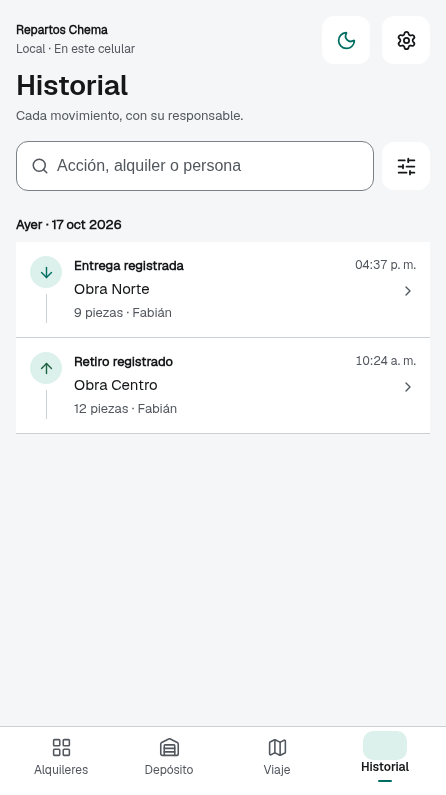 Repartos Chema
Local · En este celular
Historial
Cada movimiento, con su responsable.
Acción, alquiler o persona
Ayer · 17 oct 2026
Entrega registrada
04:37 p. m.
Obra Norte
9 piezas · Fabián
Retiro registrado
10:24 a. m.
Obra Centro
12 piezas · Fabián
Alquileres
Depósito
Viaje
Historial